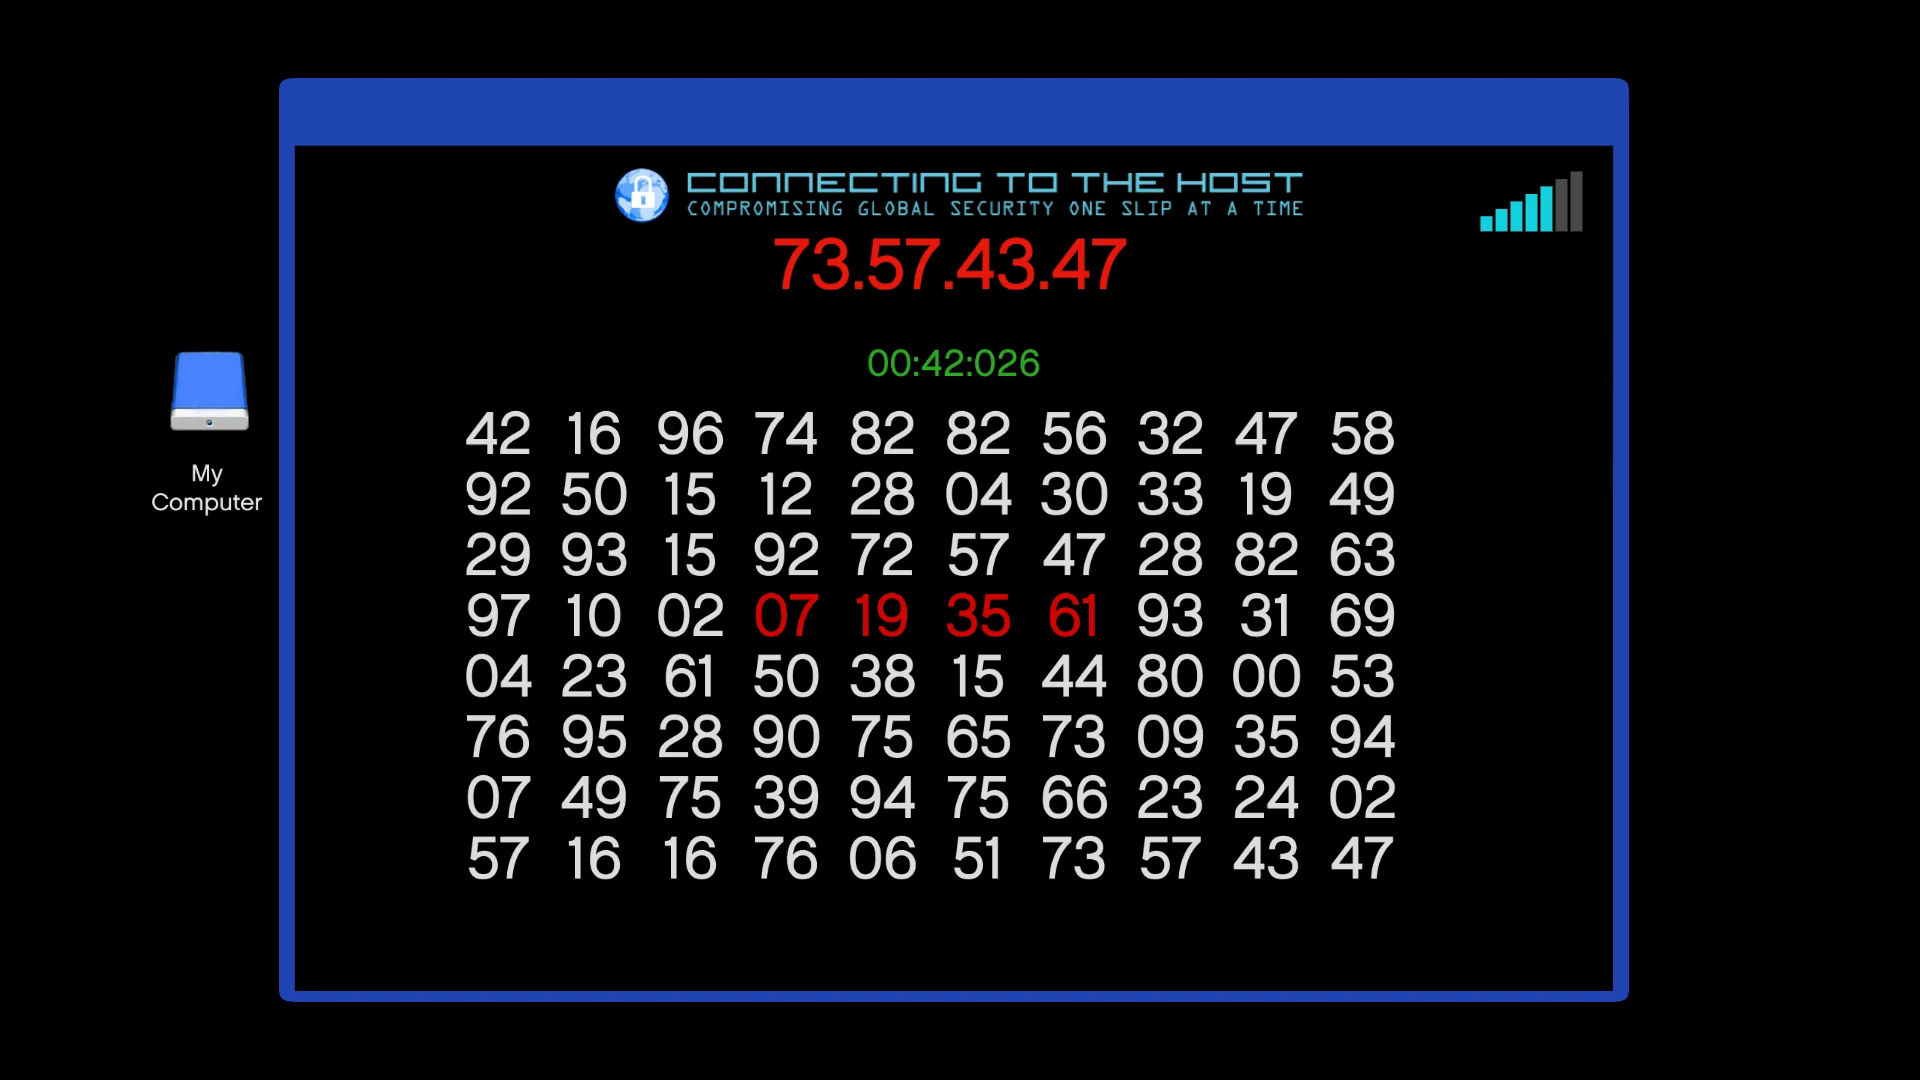 CONNECTING TO THE HOST
COMPROMISING GLOBAL SECURITY ONE SLIP AT A TIME
73.57.43.47
00:42:026
My
Computer
42 16 96 74 82 82 56 32 47 58
92 50 15 12 28 04 30 33 19 49
29 93 15 92 72 57 47 28 82 63
97 10 02 07 19 35 61 93 31 69
04 23 61 50 38 15 44 80 00 53
76 95 28 90 75 65 73 09 35 94
07 49 75 39 94 75 66 23 24 02
57 16 16 76 06 51 73 57 43 47